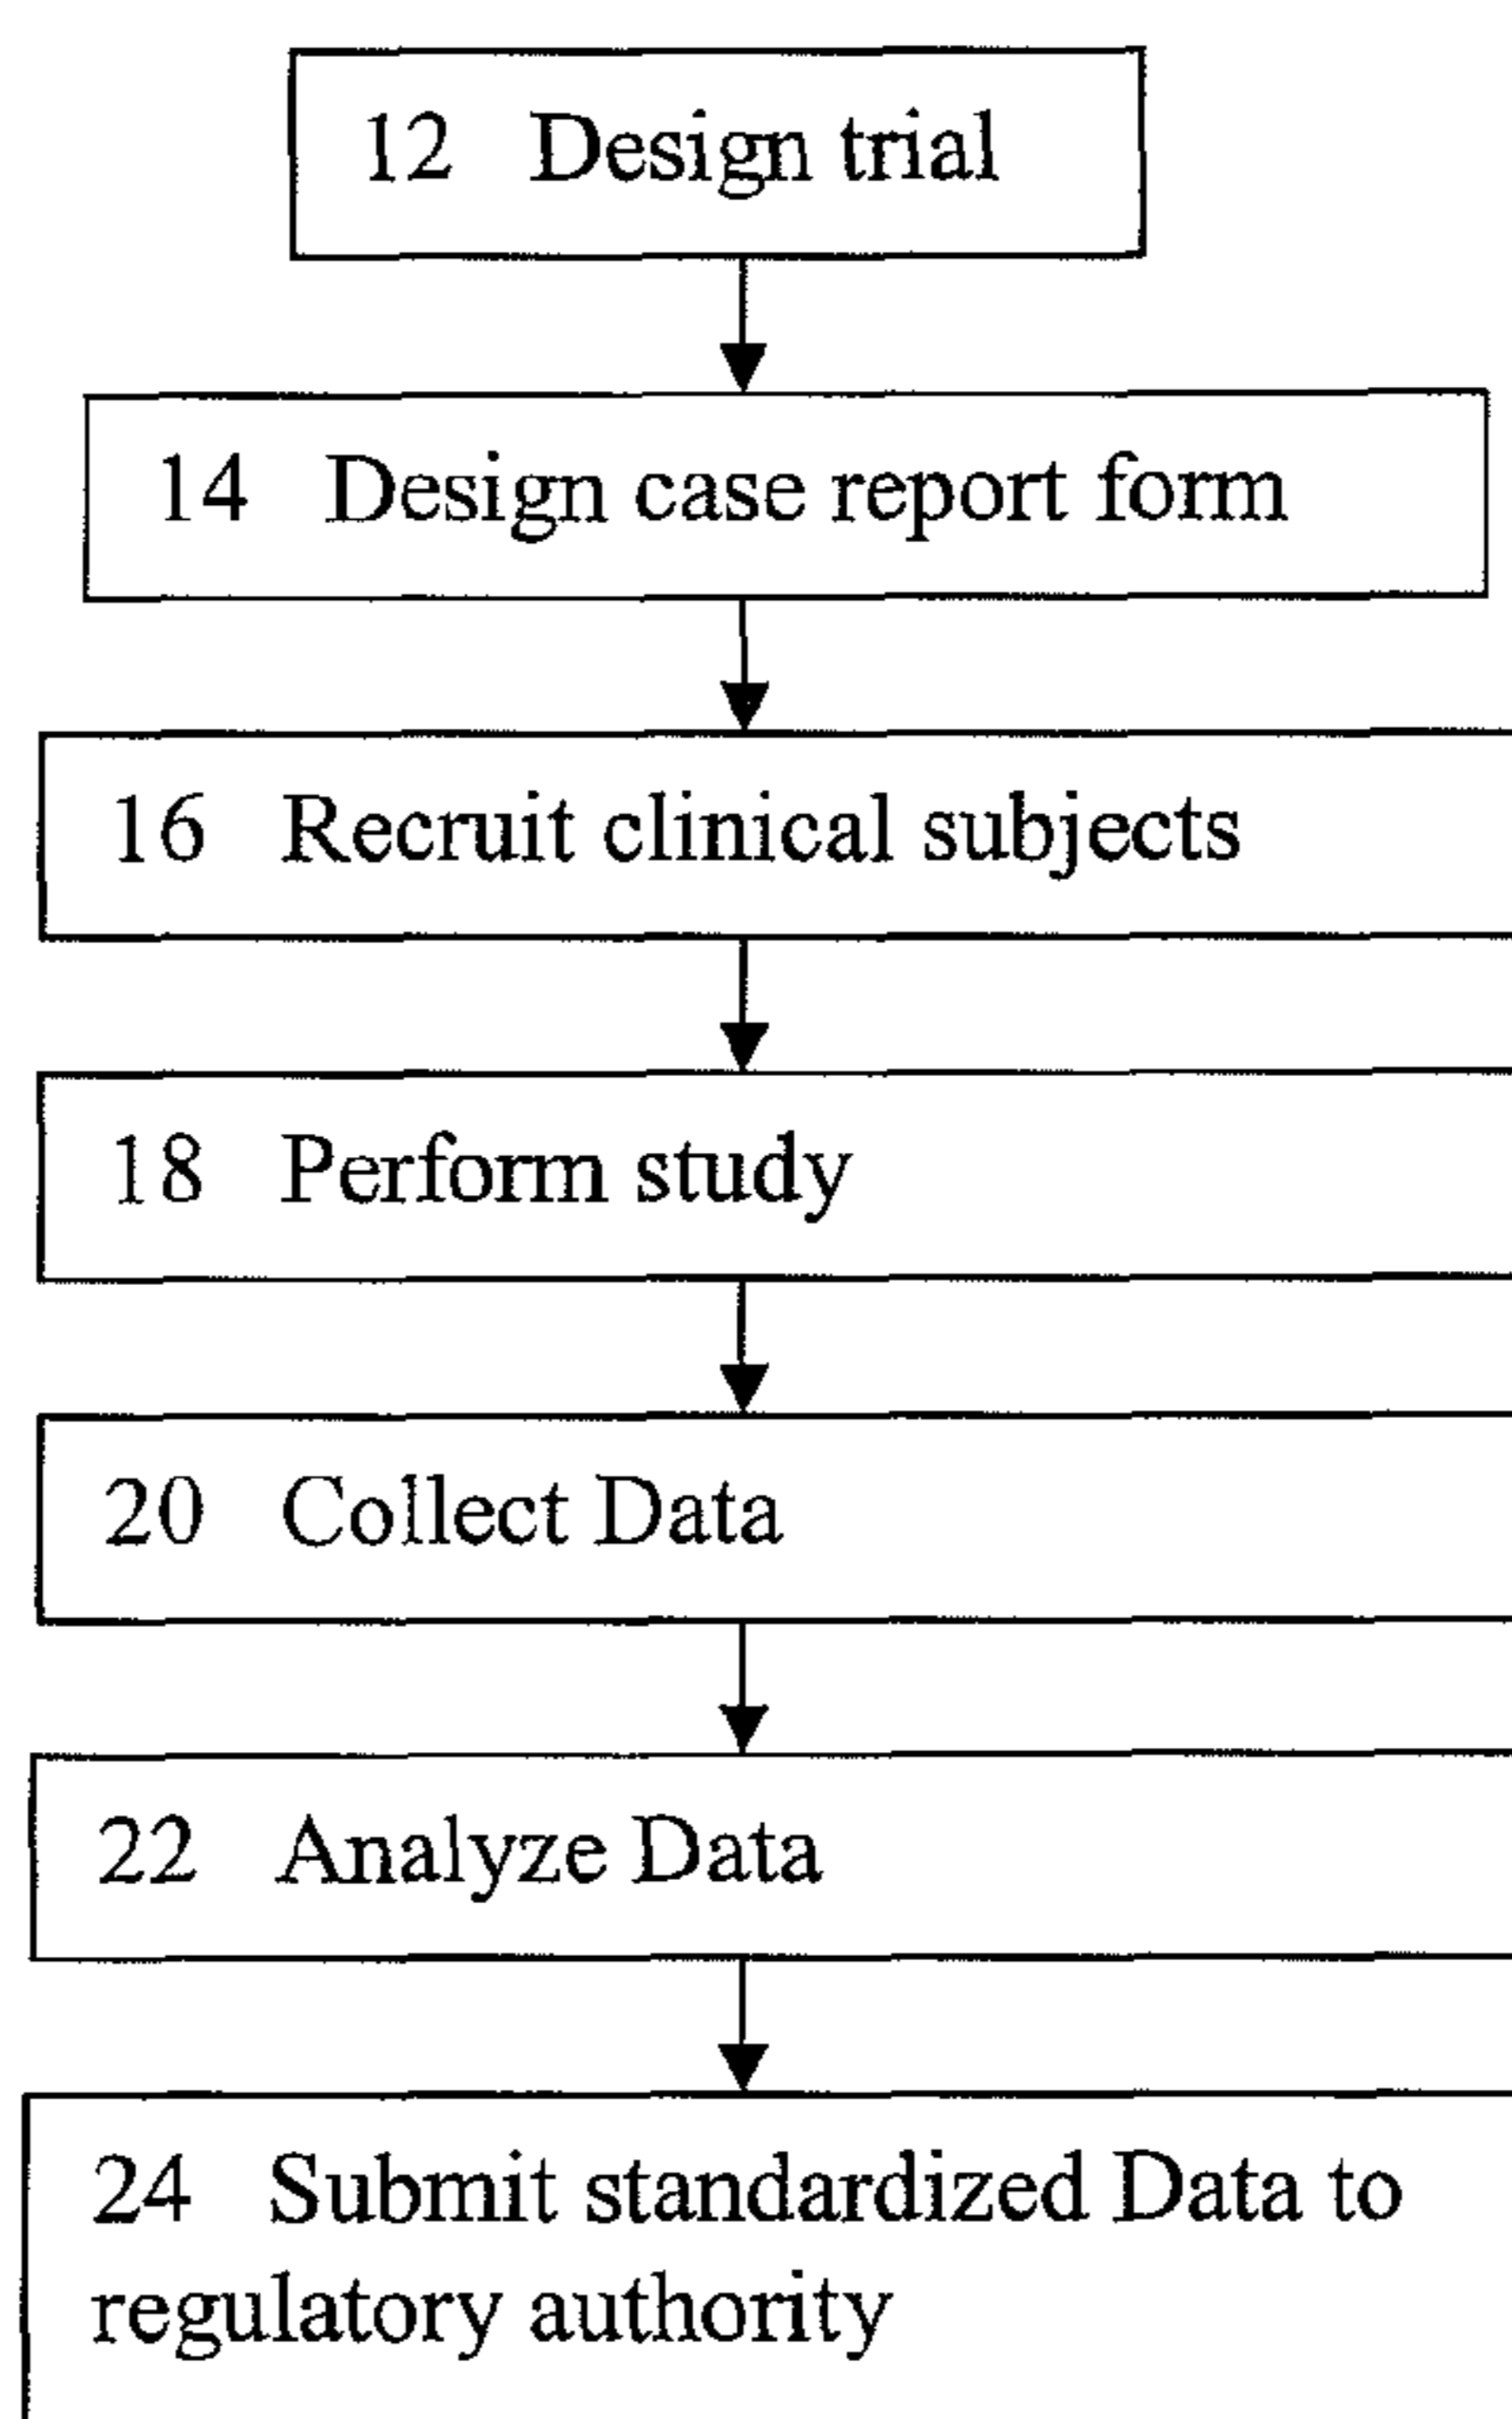 12 Design trial
14 Design case report form
16 Recruit clinical subjects
18 Perform study
20 Collect Data
22 Analyze Data
24 Submit standardized Data to
regulatory authority